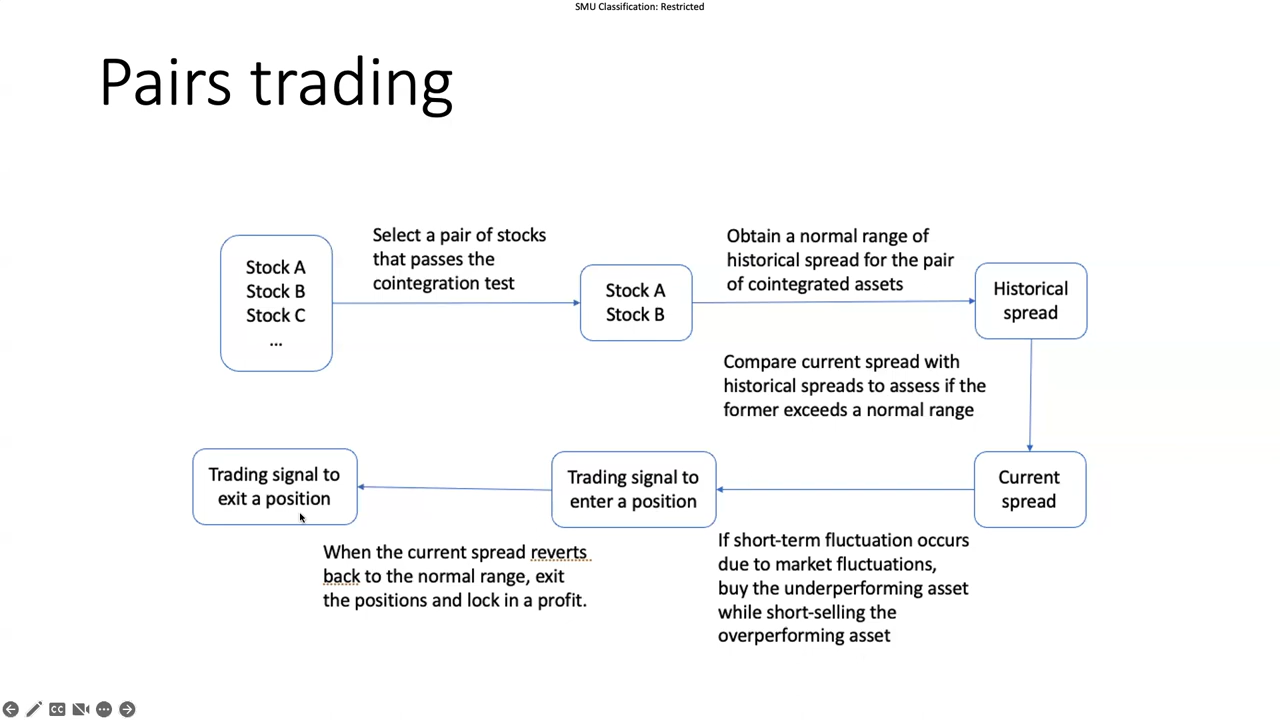 SMU Classification: Restricted
Pairs trading
Stock A
Stock B
Stock C
...
Select a pair of stocks
that passes the
cointegration test
Stock A
Stock B
Obtain a normal range of
historical spread for the pair
of cointegrated assets
Historical
spread
Compare current spread with
historical spreads to assess if the
former exceeds a normal range
Current
spread
If short-term fluctuation occurs
due to market fluctuations,
buy the underperforming asset
while short-selling the
overperforming asset
Trading signal to
enter a position
When the current spread reverts
back to the normal range, exit
the positions and lock in a profit.
Trading signal to
exit a position
CC